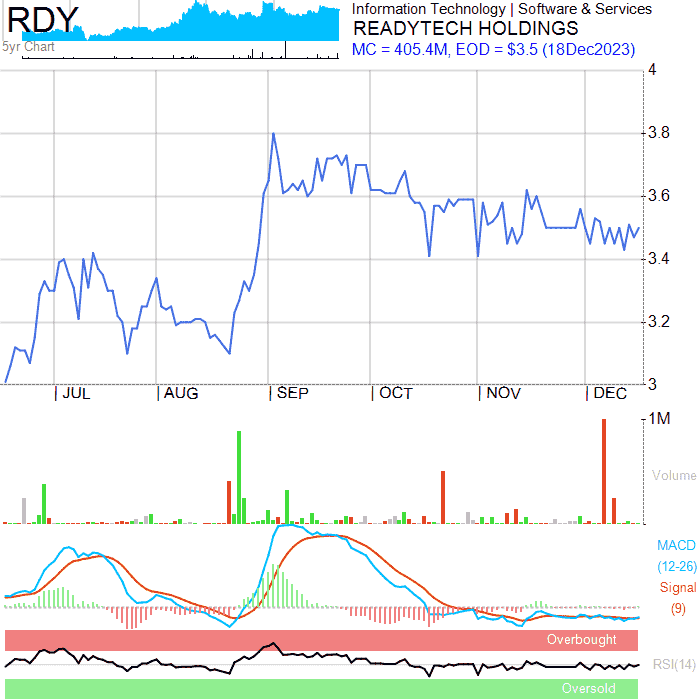 RDY
5yr Chart
Information Technology | Software & Services
READYTECH HOLDINGS
MC = 405.4M, EOD = $3.5 (18Dec2023)
4
3.8
3.6
3.4
3.2
3
| JUL | AUG | SEP | OCT | NOV | DEC
1M
Volume
MACD
(12-26)
Signal
(9)
Overbought
RSI(14)
Oversold